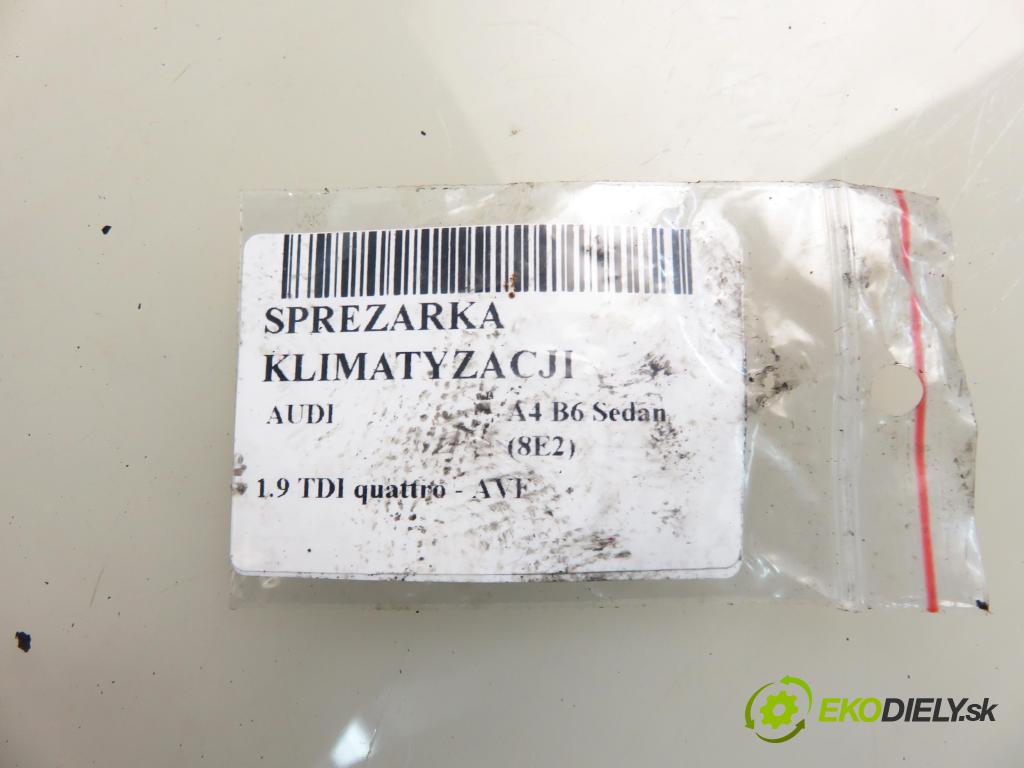 SPREZARKA
KLIMATYZACJI
AUDI A4 B6 Sedan
(8E2)
1.9 TDI quattro - AVF
EKODIELY.sk